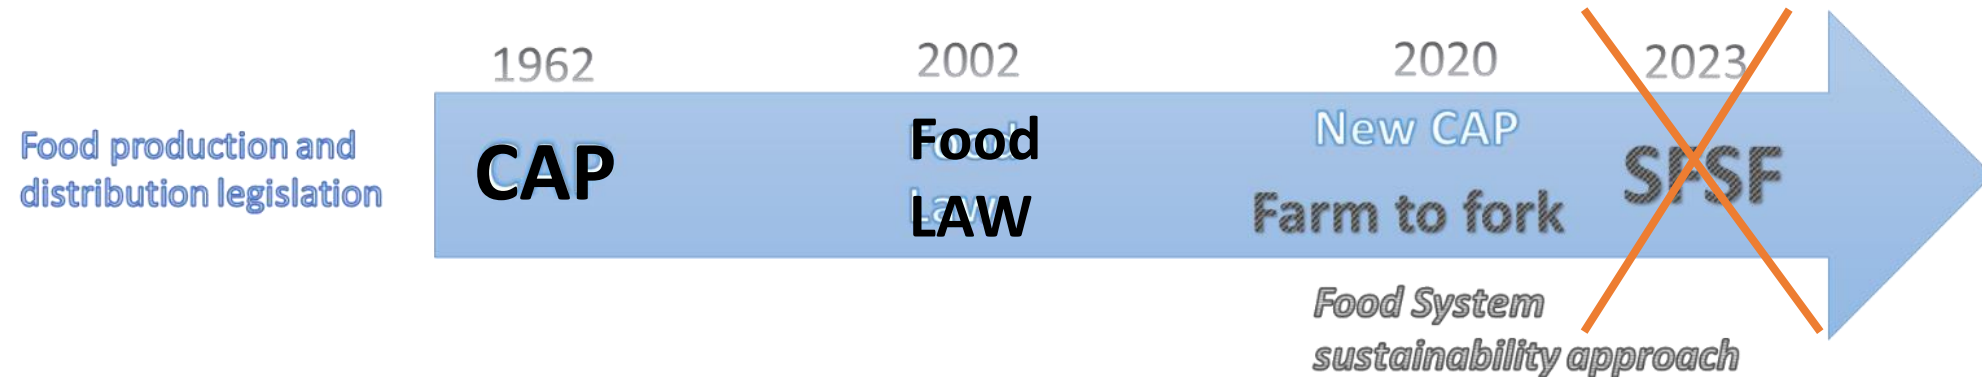 1962
2002
2020
2023
Food production and
distribution legislation
CAP
Food
LAW
New CAP
Farm to fork
SFSF
Food System
sustainability approach